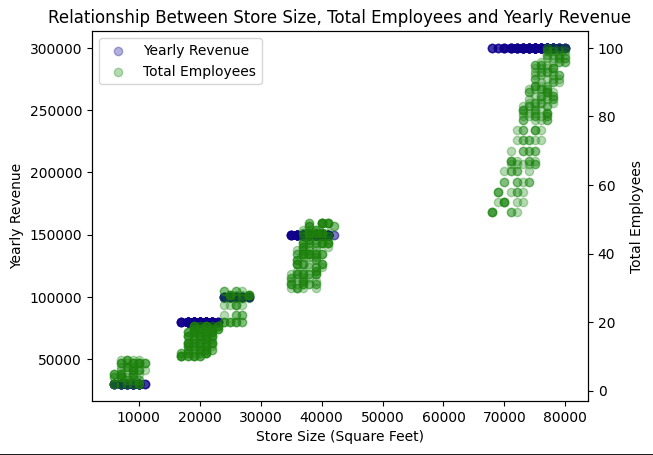 Relationship Between Store Size, Total Employees and Yearly Revenue
Yearly Revenue
Total Employees
300000
250000
200000
150000
100000
50000
Yearly Revenue
100
80
60
40
20
0
Total Employees
10000 20000 30000 40000 50000 60000 70000 80000
Store Size (Square Feet)